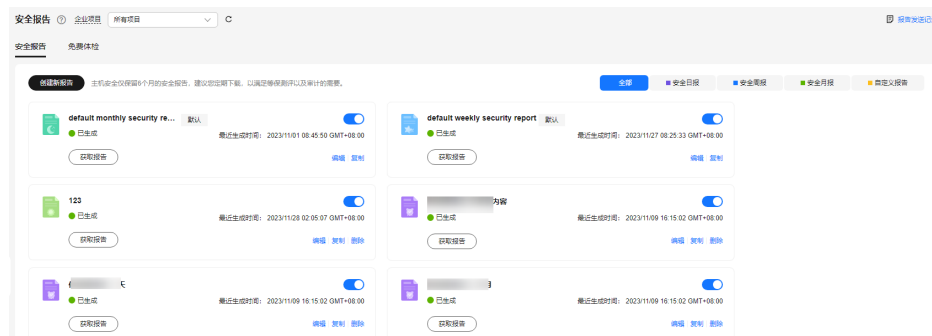 安全报告 企业项目 所有项目 报告发送记
安全报告 免费体检
创建新报告 主机安全仅保留6个月的安全报告，建议您定期下载，以满足等保测评以及审计的需要。 全部 安全日报 安全周报 安全月报 自定义报告
default monthly security re... 默认
已生成 最近生成时间： 2023/11/01 08:45:50 GMT+08:00
获取报告 编辑 复制
default weekly security report 默认
已生成 最近生成时间： 2023/11/27 08:25:33 GMT+08:00
获取报告 编辑 复制
123
已生成 最近生成时间： 2023/11/28 02:05:07 GMT+08:00
获取报告 编辑 复制 删除
内容
已生成 最近生成时间： 2023/11/09 16:15:02 GMT+08:00
获取报告 编辑 复制 删除
天
已生成 最近生成时间： 2023/11/09 16:15:02 GMT+08:00
获取报告 编辑 复制 删除
已生成 最近生成时间： 2023/11/09 16:15:02 GMT+08:00
获取报告 编辑 复制 删除